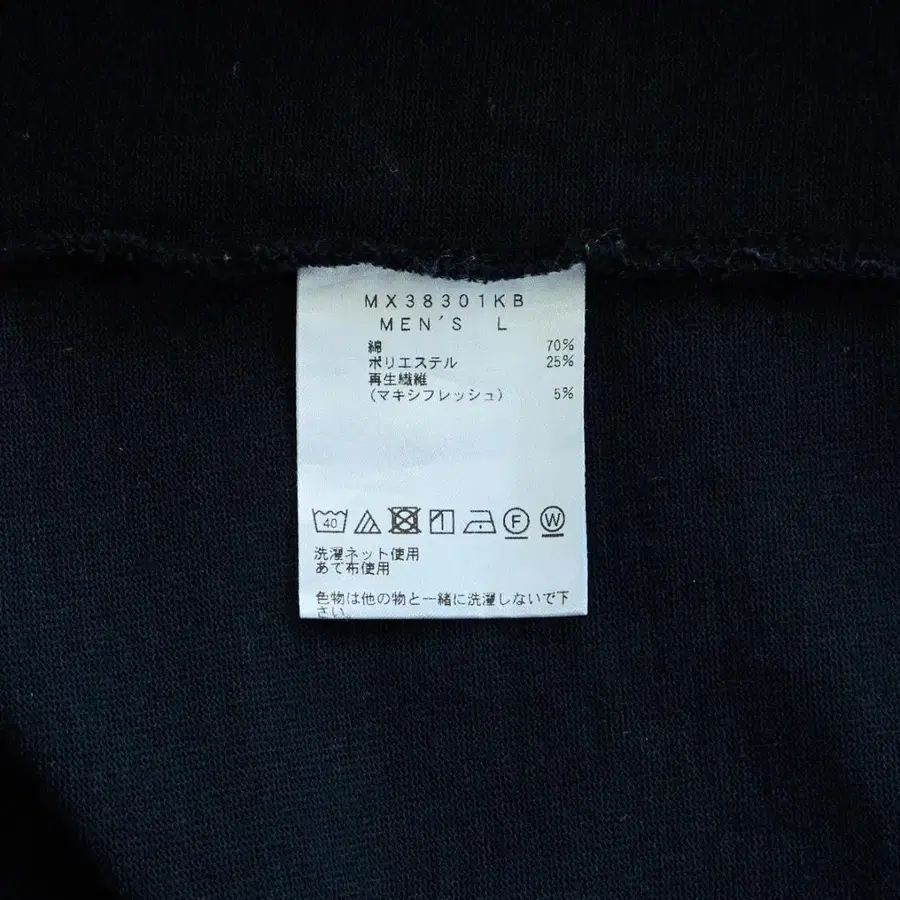 MX38301KB
MEN'S L
綿 70%
ポリエステル 25%
再生繊維
(マキシフレッシュ) 5%
40 F W
洗濯ネット使用
あて布使用
色物は他の物と一緒に洗濯しないで下
さい。